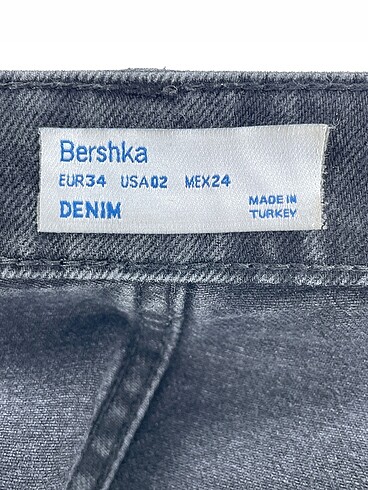 Bershka
EUR34 USA02 MEX24
DENIM
MADE IN
TURKEY